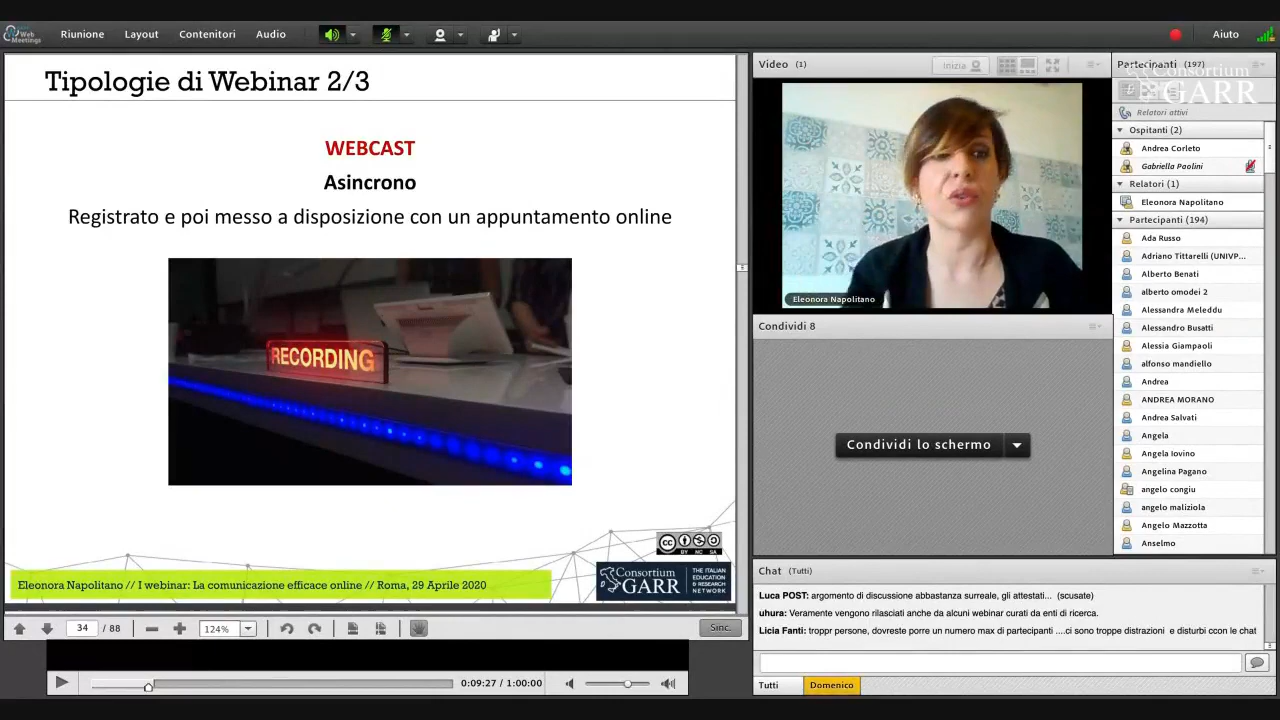 Riunione Layout Contenitori Audio Aiuto
Tipologie di Webinar 2/3
WEBCAST
Asincrono
Registrato e poi messo a disposizione con un appuntamento online
RECORDING
CC BY NC SA
Eleonora Napolitano // I webinar: La comunicazione efficace online // Roma, 29 Aprile 2020
Consortium GARR
THE ITALIAN EDUCATION & RESEARCH NETWORK
34 / 88 124% Sinc.
0:09:27 / 1:00:00
Video (1) Inizia
Eleonora Napolitano
Condividi 8
Condividi lo schermo
Partecipanti (197)
Consortium GARR
Relatori attivi
Ospitanti (2)
Andrea Corleto
Gabriella Paolini
Relatori (1)
Eleonora Napolitano
Partecipanti (194)
Ada Russo
Adriano Tittarelli (UNIVP...
Alberto Benati
alberto omodei 2
Alessandra Meleddu
Alessandro Busatti
Alessia Giampaoli
alfonso mandiello
Andrea
ANDREA MORANO
Andrea Salvati
Angela
Angela Iovino
Angelina Pagano
angelo congiu
angelo maliziola
Angelo Mazzotta
Anselmo
Chat (Tutti)
Luca POST: argomento di discussione abbastanza surreale, gli attestati... (scusate)
uhura: Veramente vengono rilasciati anche da alcuni webinar curati da enti di ricerca.
Licia Fanti: troppr persone, dovreste porre un numero max di partecipanti ....ci sono troppe distrazioni e disturbi ccon le chat
Tutti Domenico